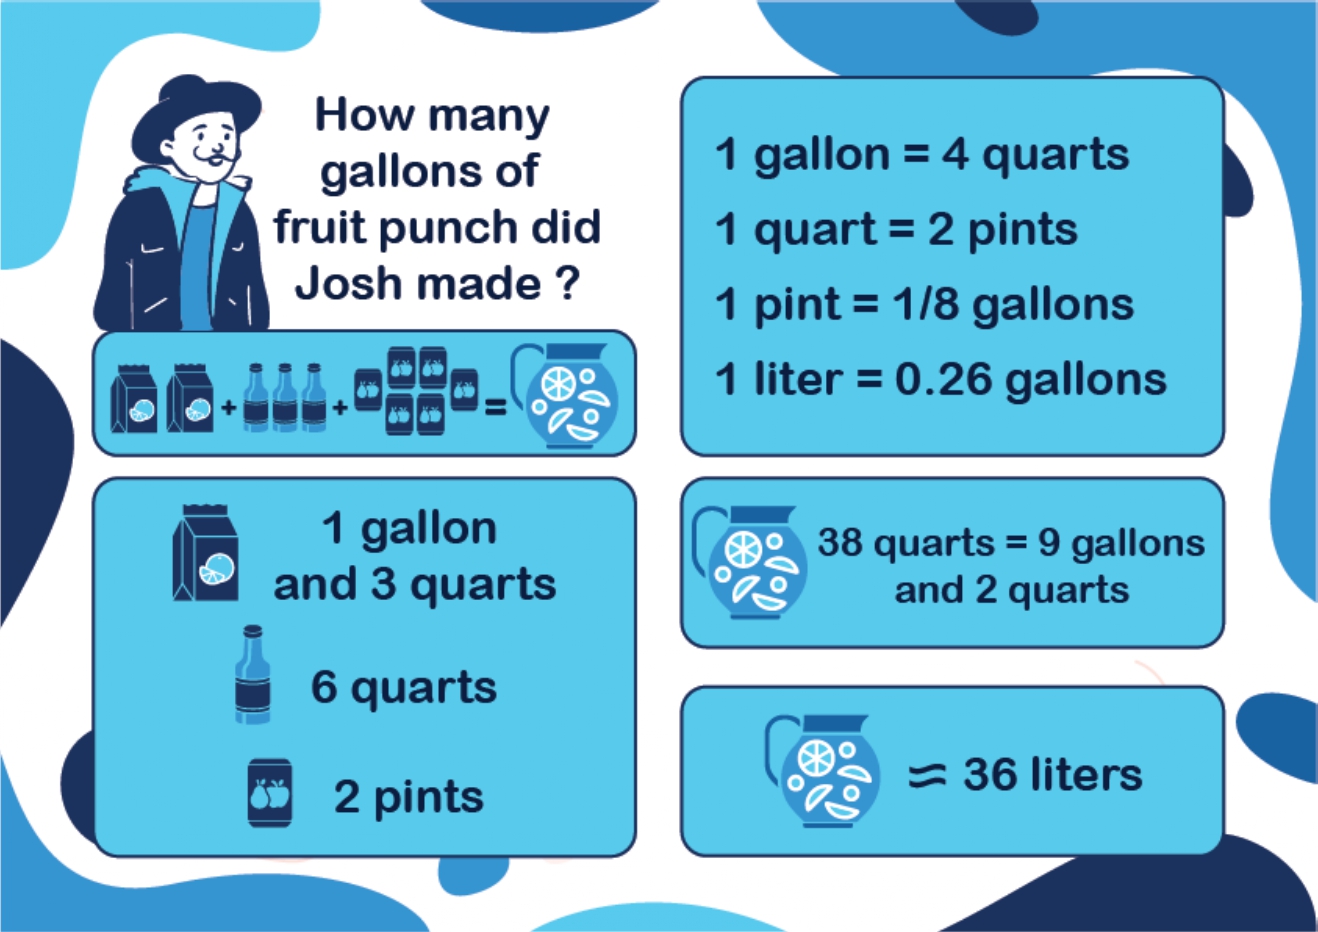 How many
gallons of
fruit punch did
Josh made ?
+ + =
1 gallon
and 3 quarts
6 quarts
2 pints
1 gallon = 4 quarts
1 quart = 2 pints
1 pint = 1/8 gallons
1 liter = 0.26 gallons
38 quarts = 9 gallons
and 2 quarts
≈ 36 liters